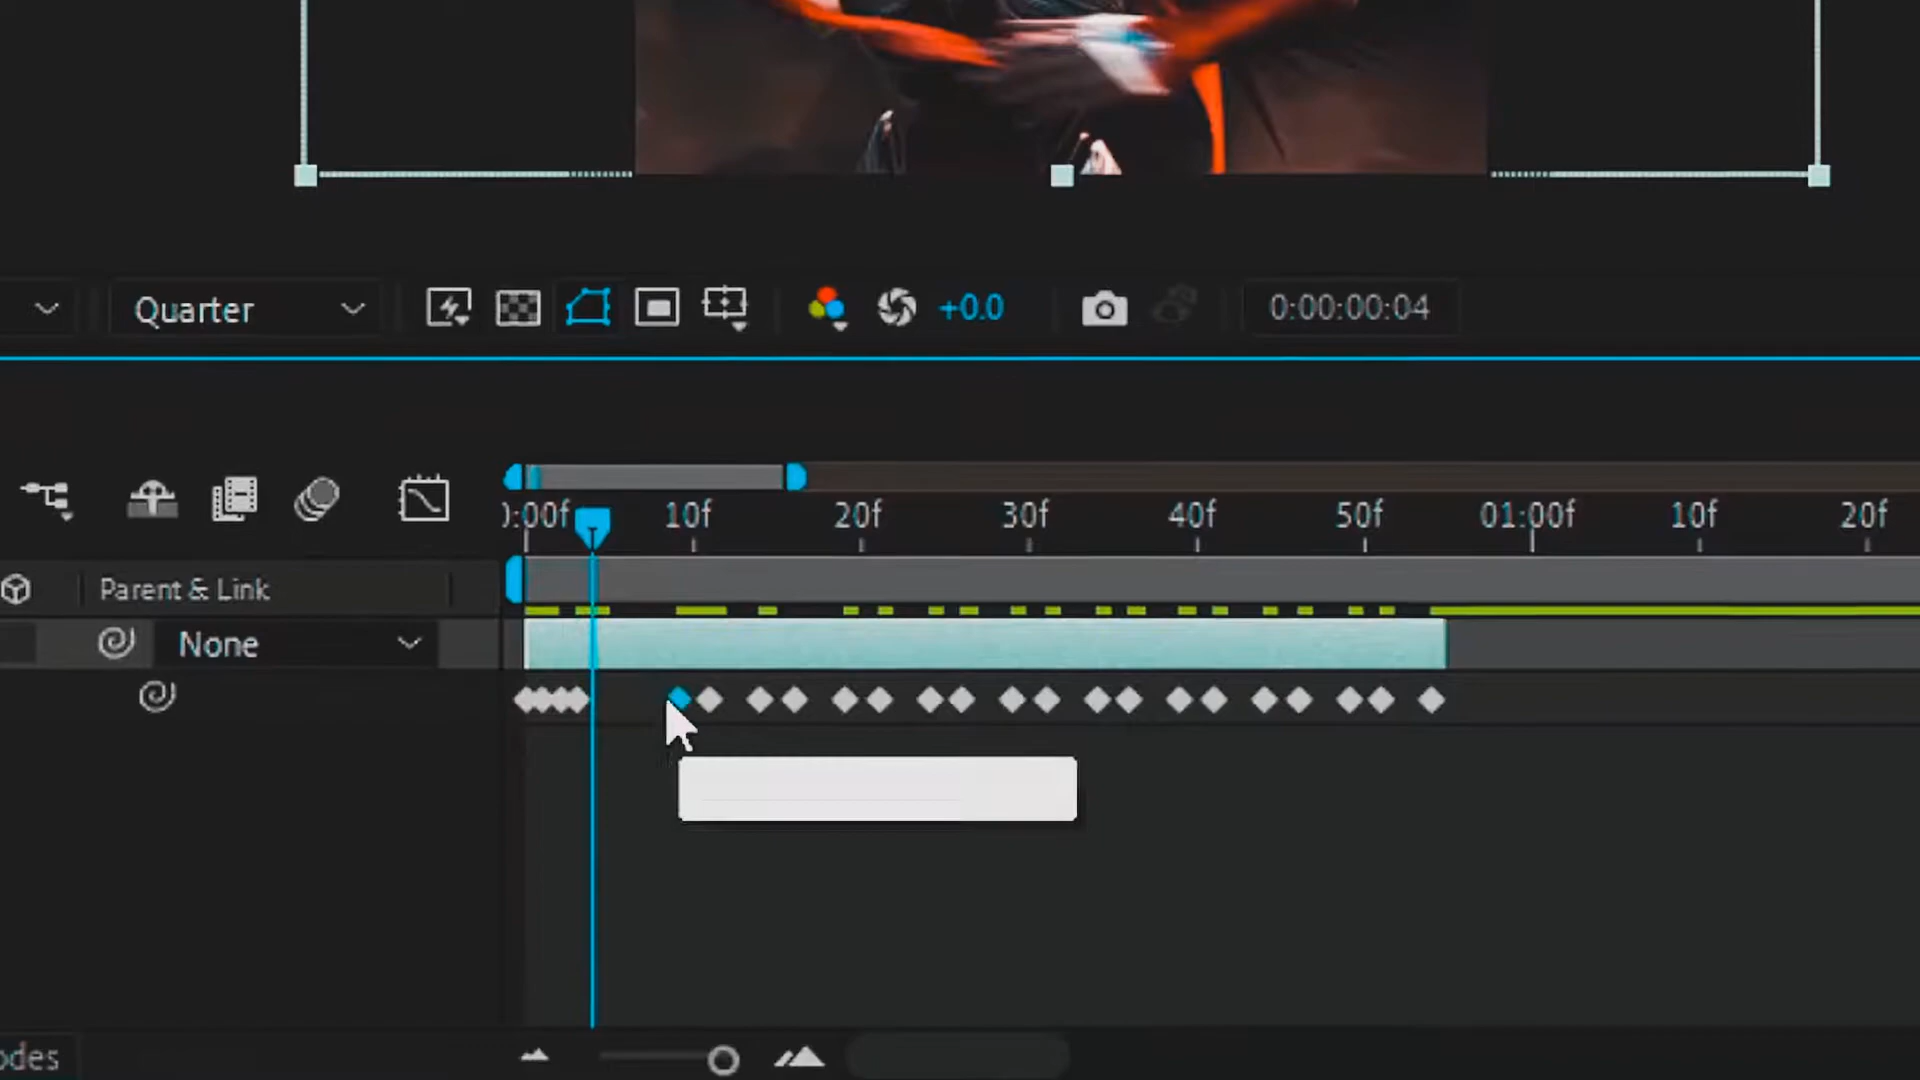 Quarter
+0.0
0:00:00:04
0:00f 10f 20f 30f 40f 50f 01:00f 10f 20f
Parent & Link
None
odes